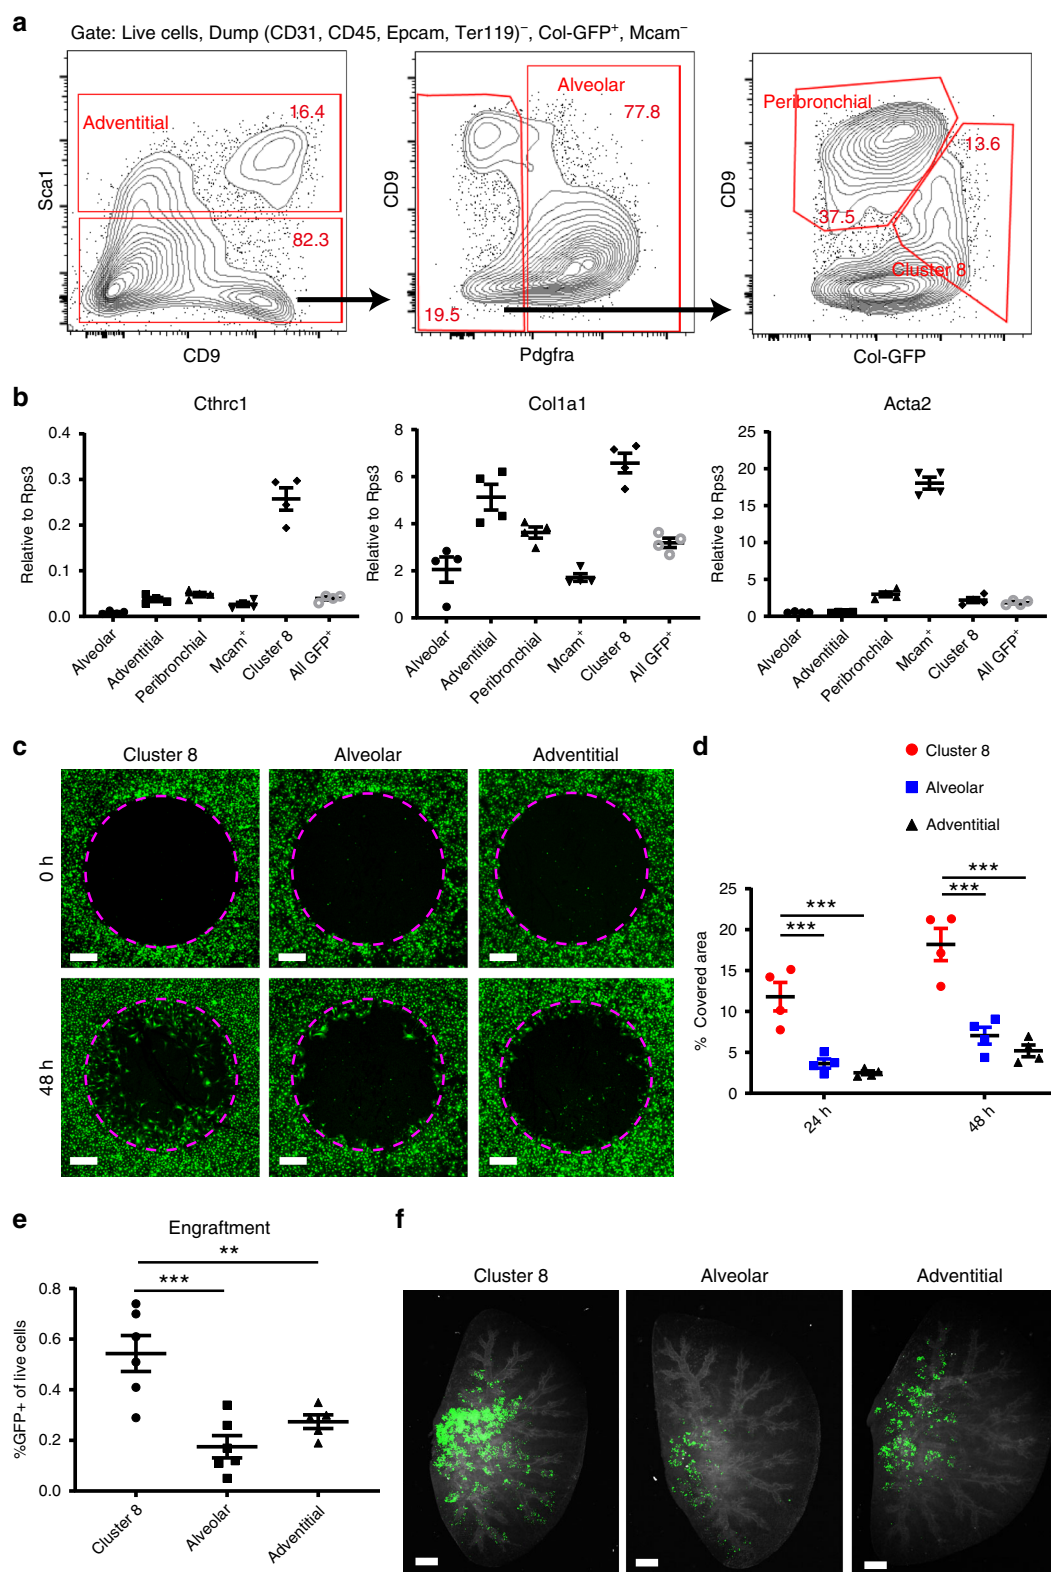 a
Gate: Live cells, Dump (CD31, CD45, Epcam, Ter119)⁻, Col-GFP⁺, Mcam⁻
Adventitial
16.4
82.3
Sca1
CD9
Alveolar
77.8
19.5
CD9
Pdgfra
Peribronchial
13.6
37.5
Cluster 8
CD9
Col-GFP
b
Cthrc1
Relative to Rps3
0.4
0.3
0.2
0.1
0.0
Alveolar
Adventitial
Peribronchial
Mcam⁺
Cluster 8
All GFP⁺
Col1a1
Relative to Rps3
8
6
4
2
0
Alveolar
Adventitial
Peribronchial
Mcam⁺
Cluster 8
All GFP⁺
Acta2
Relative to Rps3
25
20
15
10
5
0
Alveolar
Adventitial
Peribronchial
Mcam⁺
Cluster 8
All GFP⁺
c
Cluster 8
Alveolar
Adventitial
0 h
48 h
d
Cluster 8
Alveolar
Adventitial
% Covered area
25
20
15
10
5
0
***
***
***
***
24 h
48 h
e
Engraftment
**
***
%GFP+ of live cells
0.8
0.6
0.4
0.2
0.0
Cluster 8
Alveolar
Adventitial
f
Cluster 8
Alveolar
Adventitial